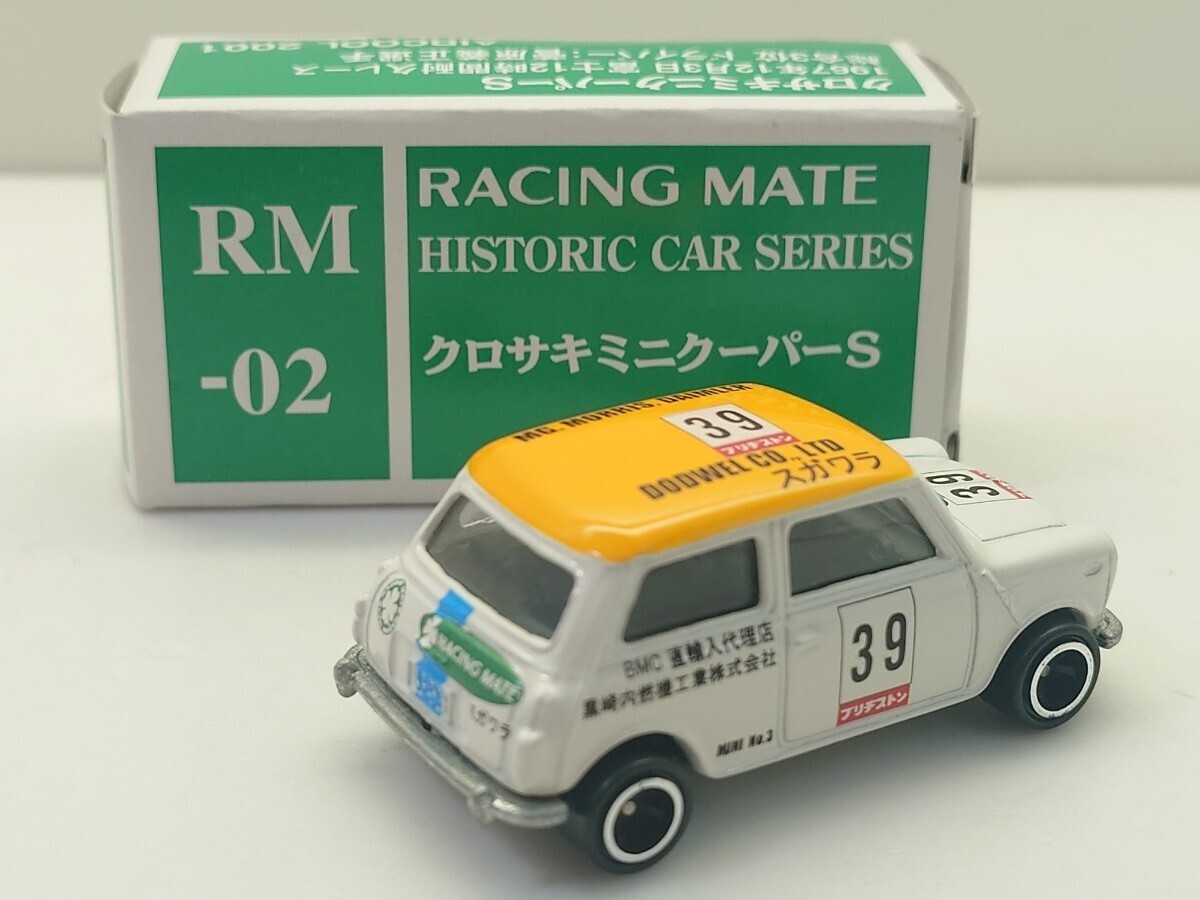 クロサキミニクーパーS
1967年12月3日 富士12時間耐久レース
総合3位 ドライバー:菅原義正選手
AIRCOOL 2001
RM
-02
RACING MATE
HISTORIC CAR SERIES
クロサキミニクーパーS
MG. MORRIS. DAIMLER
39
ブリヂストン
DODWEL CO., LTD
スガワラ
39
RACING MATE
スガワラ
BMC 直輸入代理店
黒崎内燃機工業株式会社
MINI No.3
39
ブリヂストン